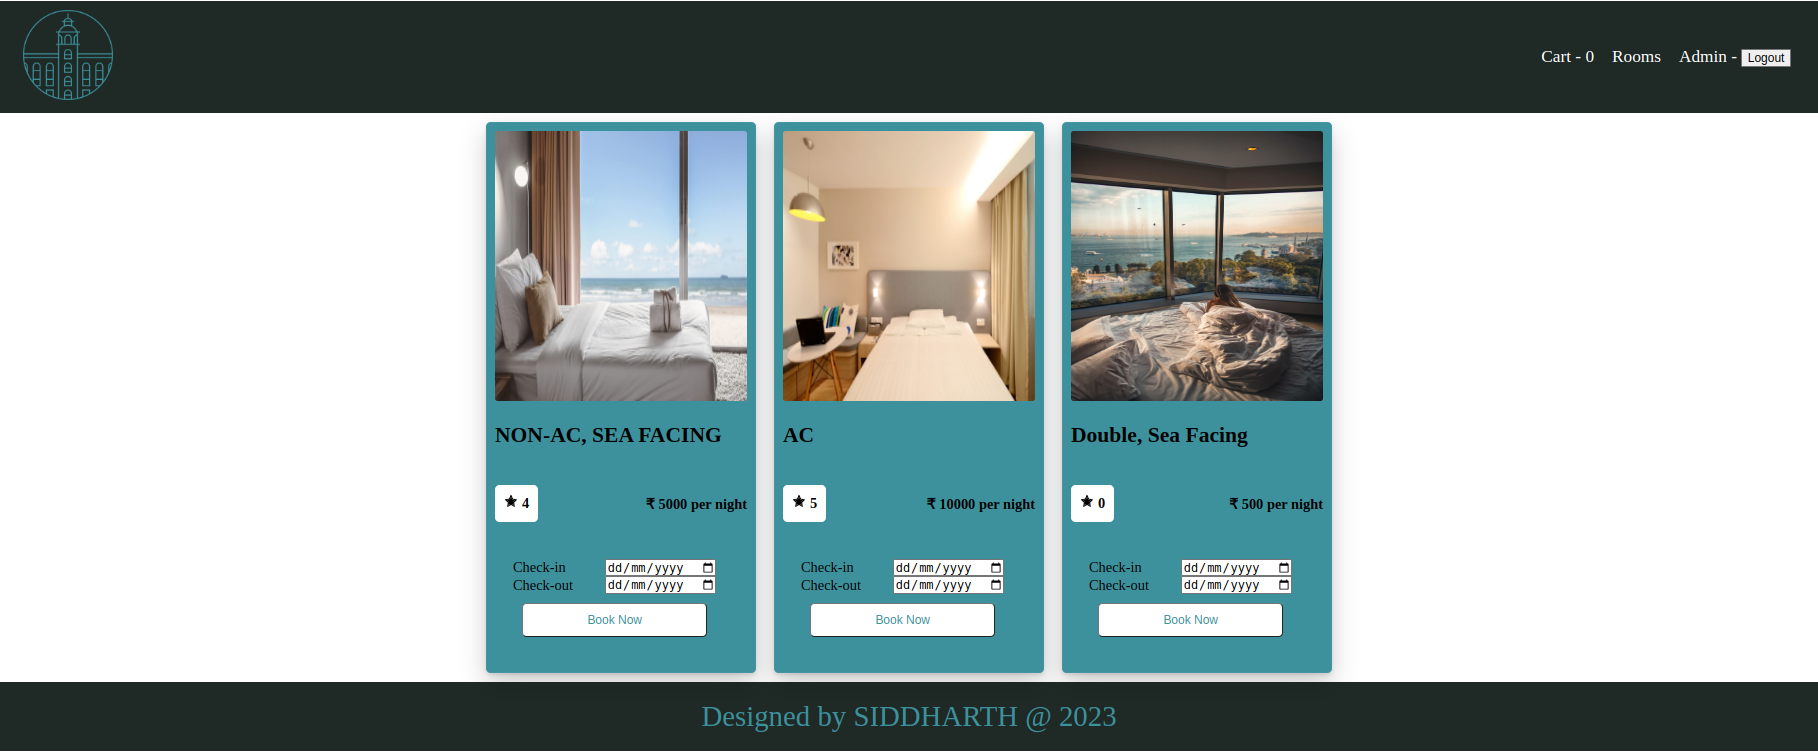 Cart - 0 Rooms Admin - Logout
NON-AC, SEA FACING
4 ₹ 5000 per night
Check-in dd/mm/yyyy
Check-out dd/mm/yyyy
Book Now
AC
5 ₹ 10000 per night
Check-in dd/mm/yyyy
Check-out dd/mm/yyyy
Book Now
Double, Sea Facing
0 ₹ 500 per night
Check-in dd/mm/yyyy
Check-out dd/mm/yyyy
Book Now
Designed by SIDDHARTH @ 2023